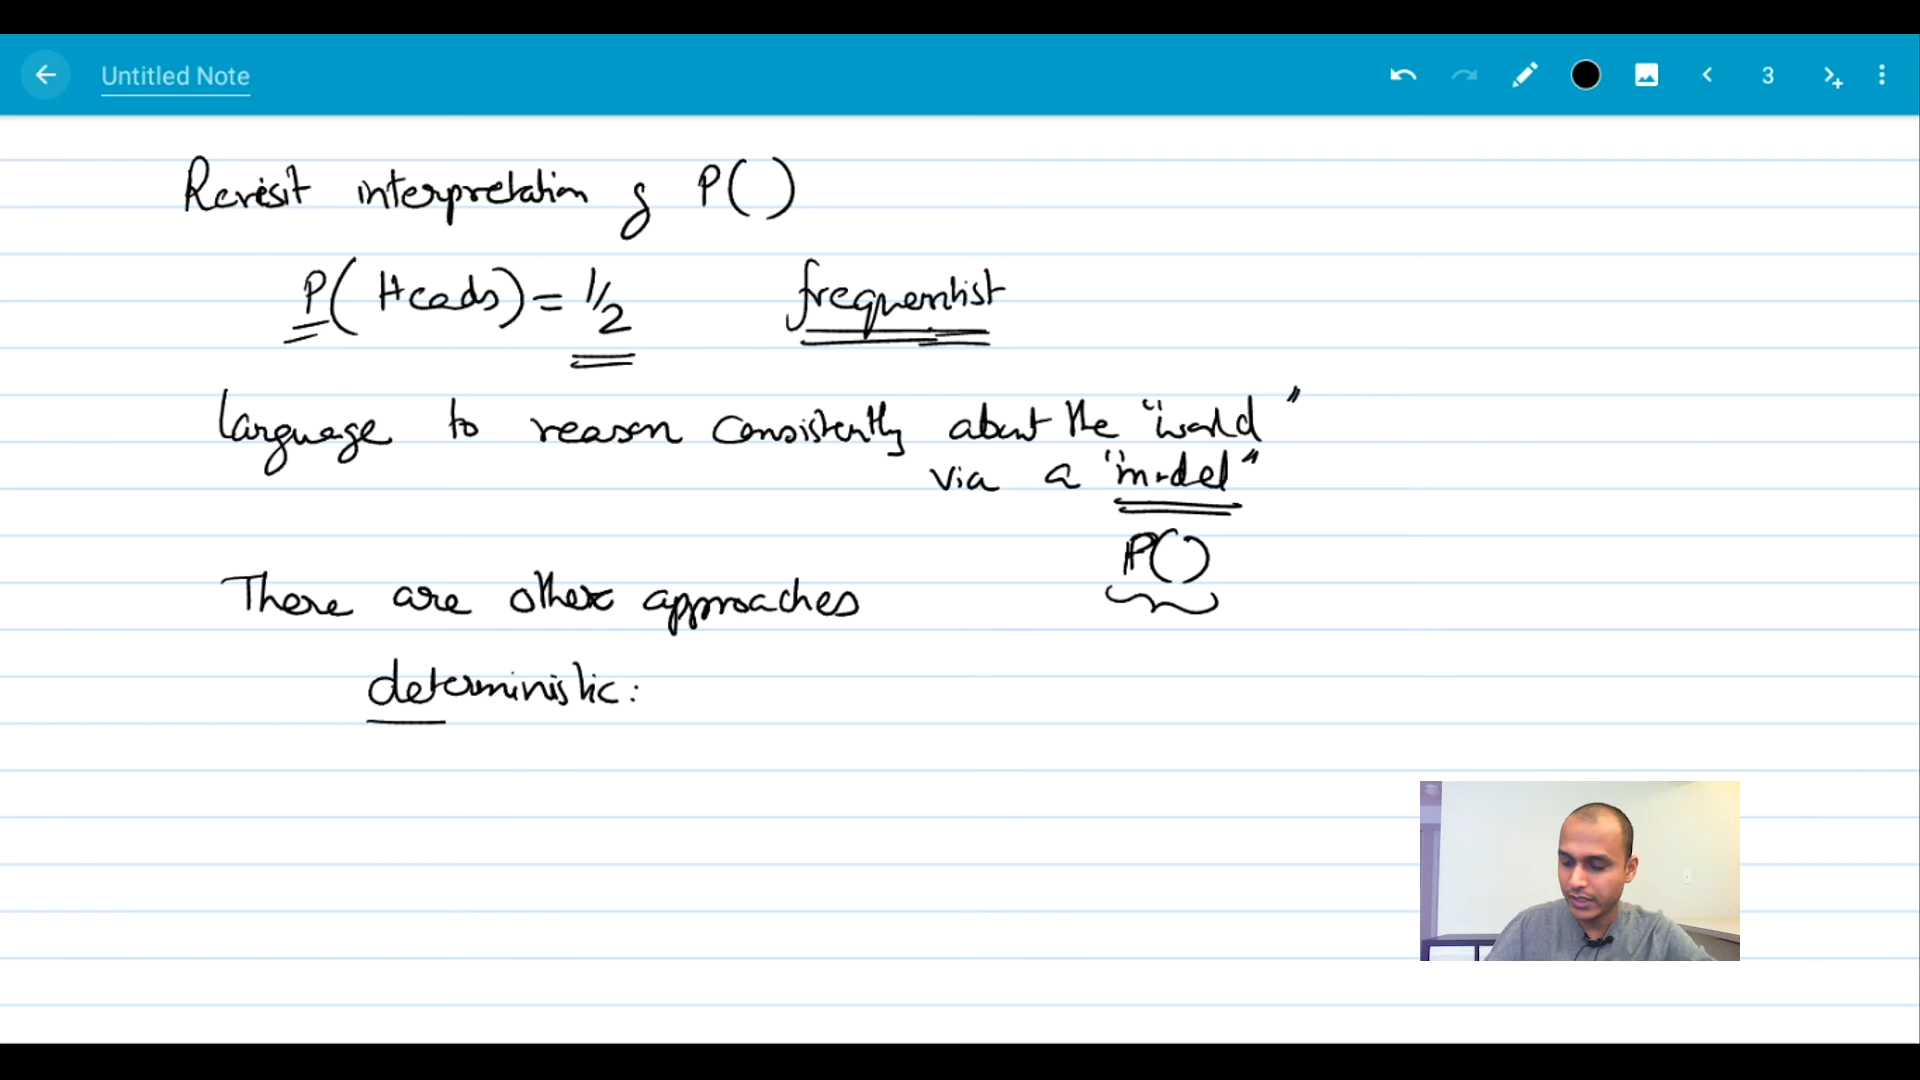 Untitled Note
3
Revisit interpretation of P( )
P( Heads) = 1/2 frequentist
language to reason consistently about the "world"
via a "model"
P( )
There are other approaches
deterministic: